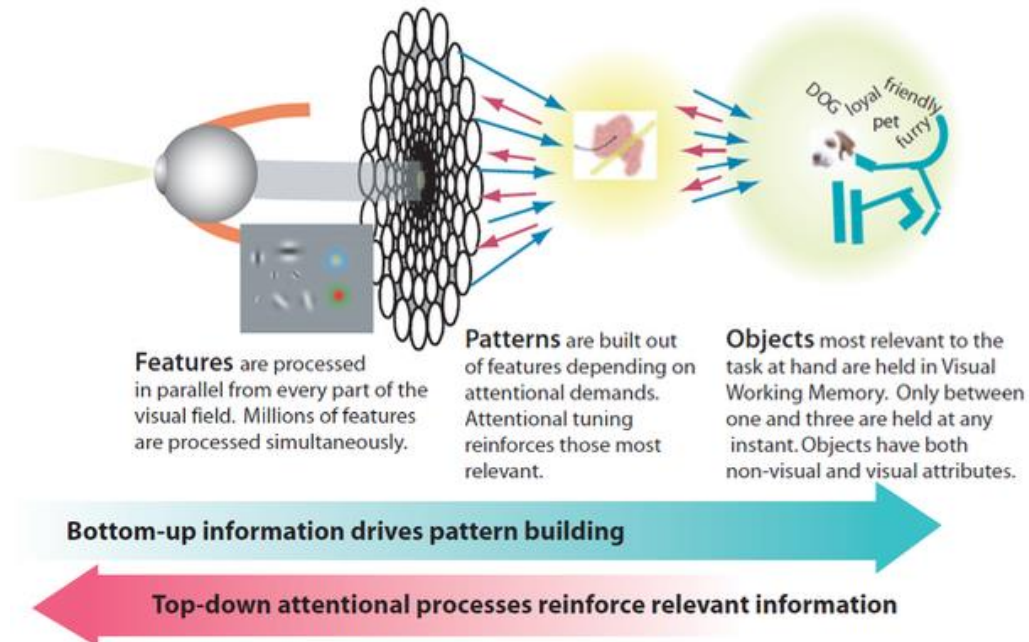 DOG loyal friendly
pet
furry
Features are processed
in parallel from every part of the
visual field. Millions of features
are processed simultaneously.
Patterns are built out
of features depending on
attentional demands.
Attentional tuning
reinforces those most
relevant.
Objects most relevant to the
task at hand are held in Visual
Working Memory. Only between
one and three are held at any
instant. Objects have both
non-visual and visual attributes.
Bottom-up information drives pattern building
Top-down attentional processes reinforce relevant information